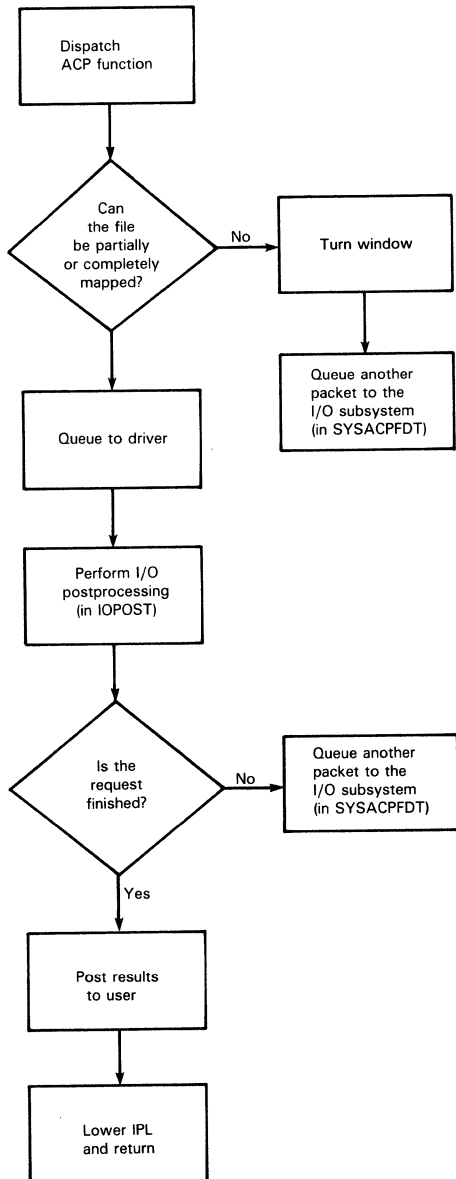 Dispatch
ACP function
Can
the file
be partially
or completely
mapped?
No
Turn window
Queue another
packet to the
I/O subsystem
(in SYSACPFDT)
Queue to driver
Perform I/O
postprocessing
(in IOPOST)
Is the
request
finished?
No
Queue another
packet to the
I/O subsystem
(in SYSACPFDT)
Yes
Post results
to user
Lower IPL
and return